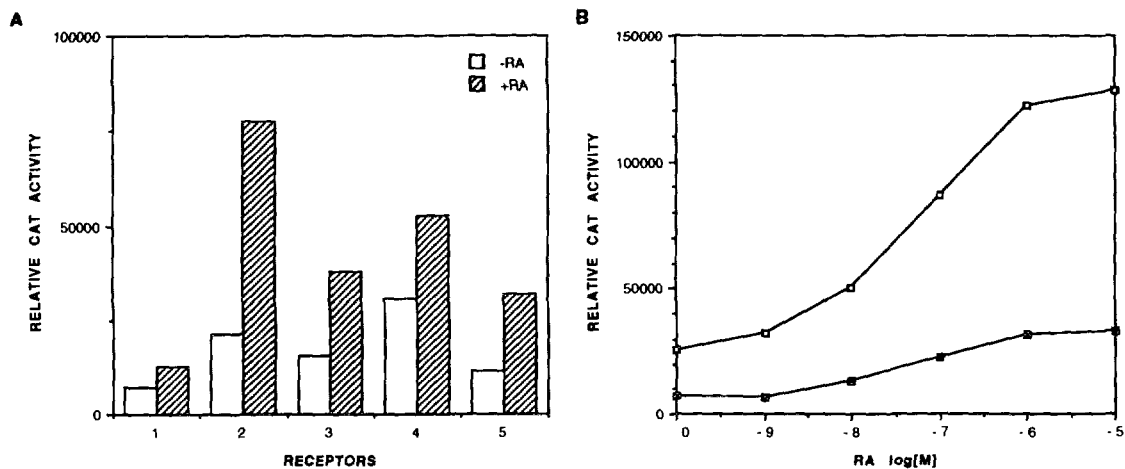 A
100000
50000
0
RELATIVE CAT ACTIVITY
-RA
+RA
1 2 3 4 5
RECEPTORS
B
150000
100000
50000
0
RELATIVE CAT ACTIVITY
0 -9 -8 -7 -6 -5
RA log[M]